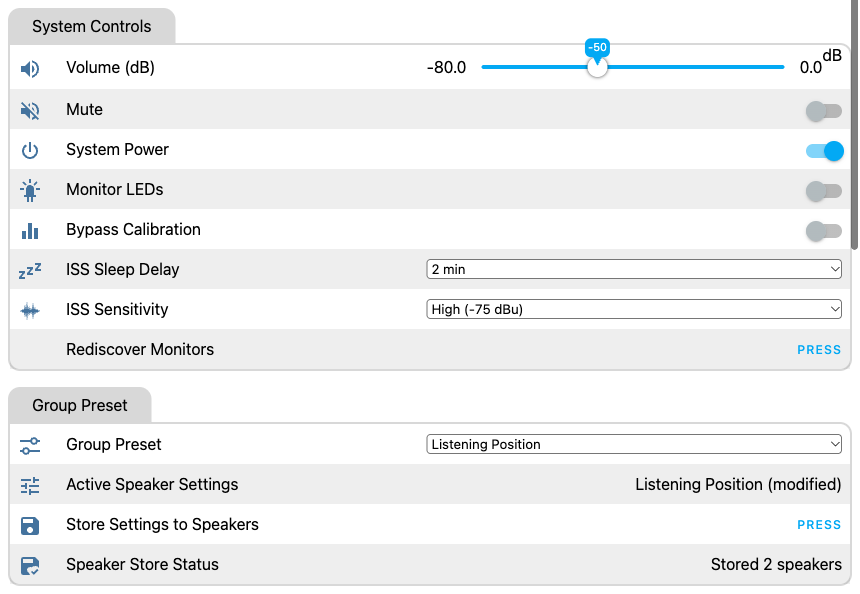 System Controls
Volume (dB)
-80.0
-50
0.0
dB
Mute
System Power
Monitor LEDs
Bypass Calibration
ISS Sleep Delay
2 min
ISS Sensitivity
High (-75 dBu)
Rediscover Monitors
PRESS
Group Preset
Group Preset
Listening Position
Active Speaker Settings
Listening Position (modified)
Store Settings to Speakers
PRESS
Speaker Store Status
Stored 2 speakers